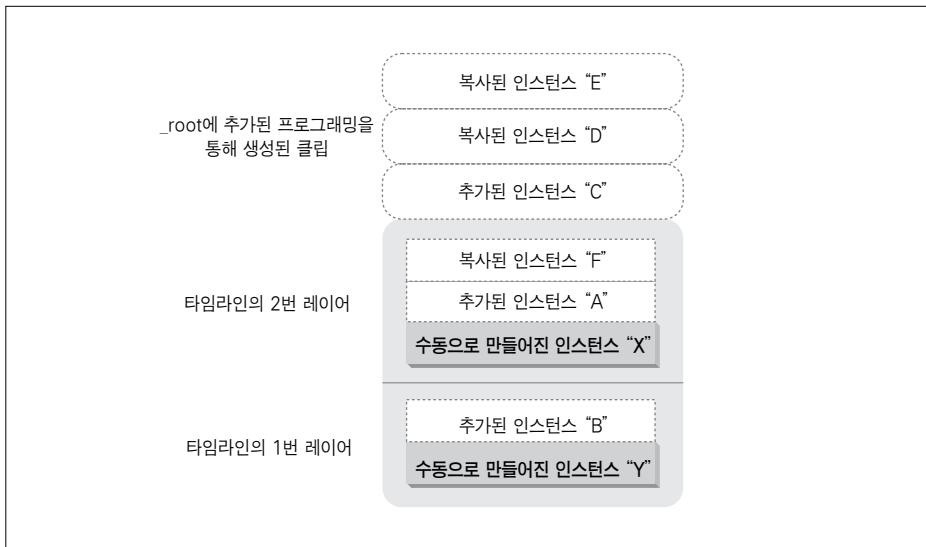 복사된 인스턴스 “E”
_root에 추가된 프로그래밍을
통해 생성된 클립
복사된 인스턴스 “D”
추가된 인스턴스 “C”
복사된 인스턴스 “F”
타임라인의 2번 레이어
추가된 인스턴스 “A”
수동으로 만들어진 인스턴스 “X”
추가된 인스턴스 “B”
타임라인의 1번 레이어
수동으로 만들어진 인스턴스 “Y”